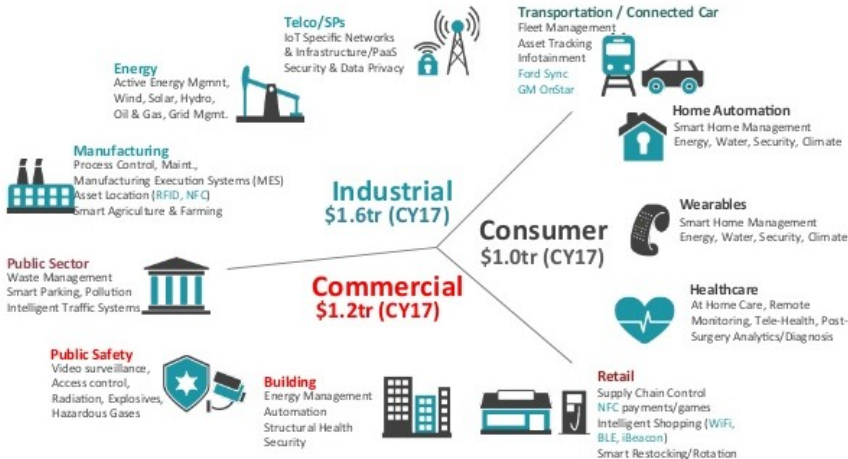 Telco/SPs
IoT Specific Networks
& Infrastructure/PaaS
Security & Data Privacy
Transportation / Connected Car
Fleet Management
Asset Tracking
Infotainment
Ford Sync
GM OnStar
Energy
Active Energy Mgmnt,
Wind, Solar, Hydro,
Oil & Gas, Grid Mgmt.
Home Automation
Smart Home Management
Energy, Water, Security, Climate
Manufacturing
Process Control, Maint.,
Manufacturing Execution Systems (MES)
Asset Location (RFID, NFC)
Smart Agriculture & Farming
Industrial
$1.6tr (CY17)
Consumer
$1.0tr (CY17)
Wearables
Smart Home Management
Energy, Water, Security, Climate
Public Sector
Waste Management
Smart Parking, Pollution
Intelligent Traffic Systems
Commercial
$1.2tr (CY17)
Healthcare
At Home Care, Remote
Monitoring, Tele-Health, Post-
Surgery Analytics/Diagnosis
Public Safety
Video surveillance,
Access control,
Radiation, Explosives,
Hazardous Gases
Building
Energy Management
Automation
Structural Health
Security
Retail
Supply Chain Control
NFC payments/games
Intelligent Shopping (WiFi,
BLE, iBeacon)
Smart Restocking/Rotation